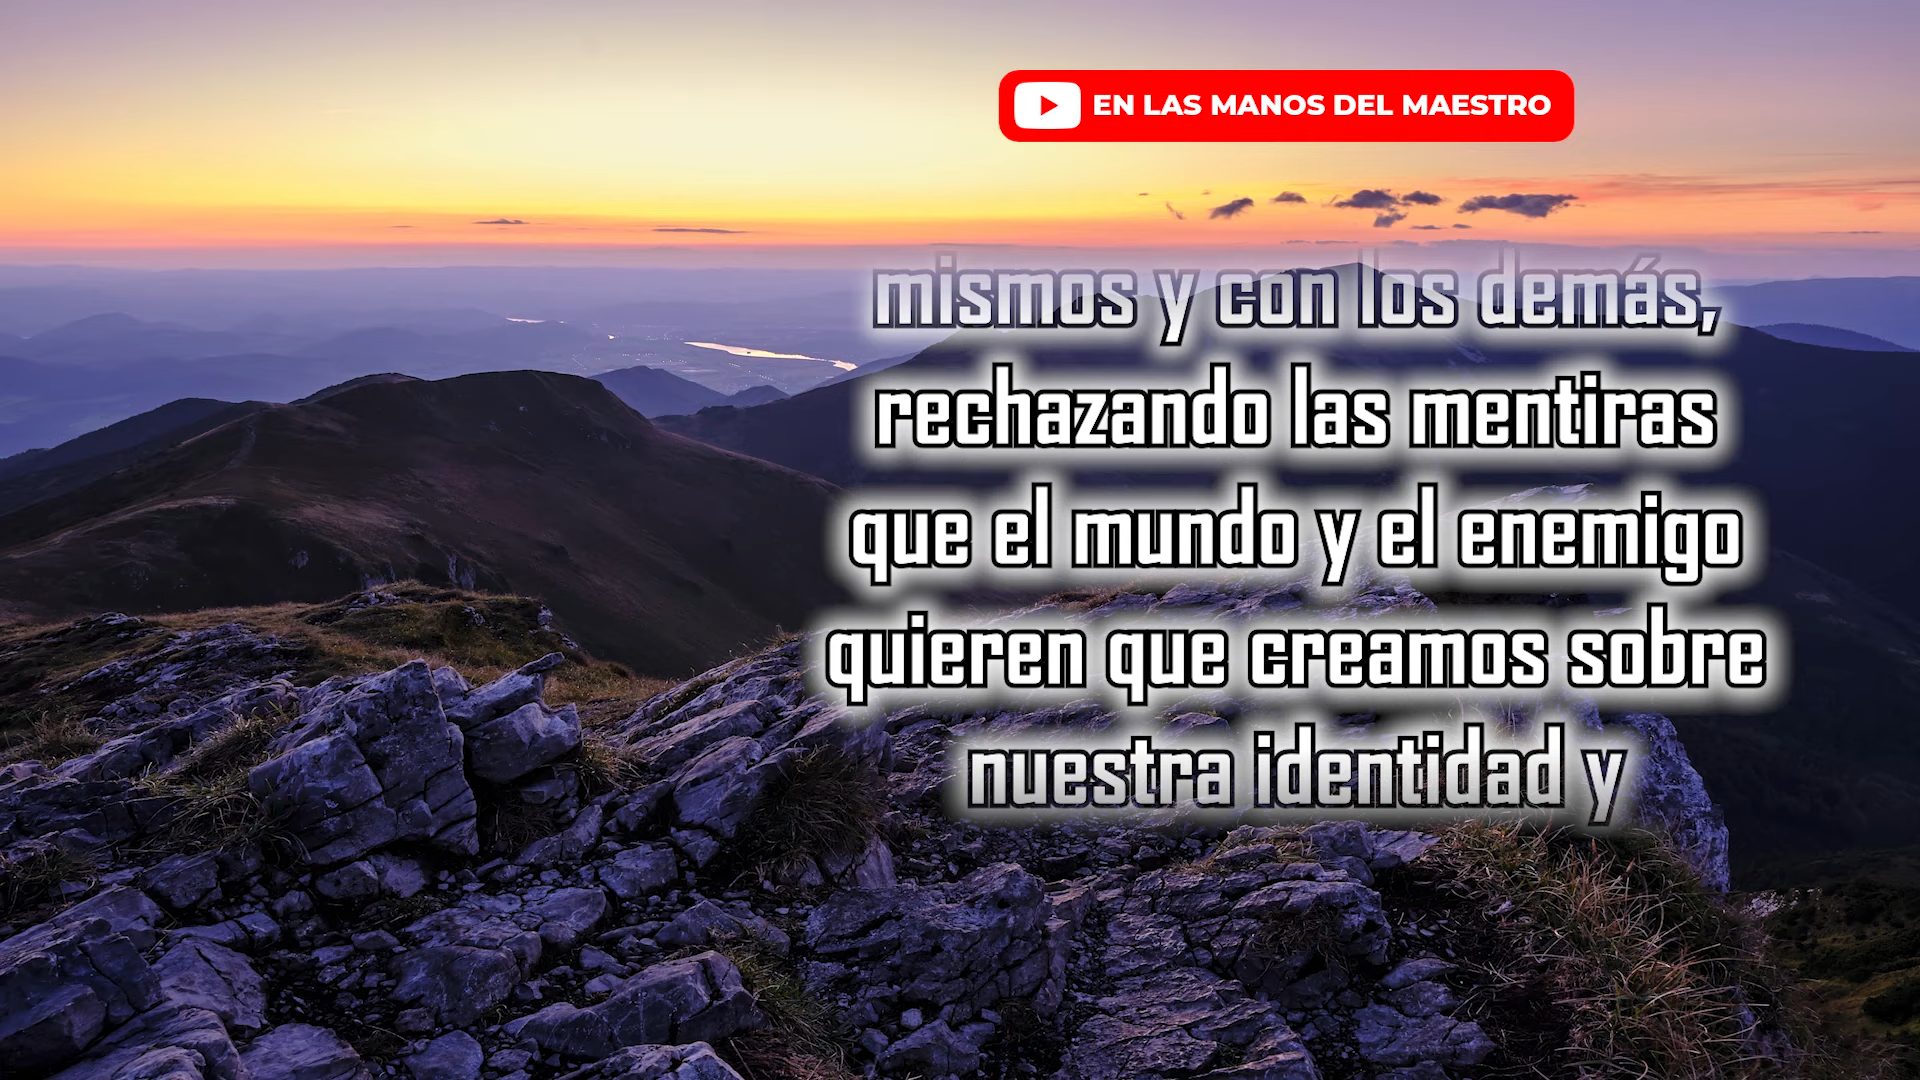 EN LAS MANOS DEL MAESTRO
mismos y con los demás,
rechazando las mentiras
que el mundo y el enemigo
quieren que creamos sobre
nuestra identidad y